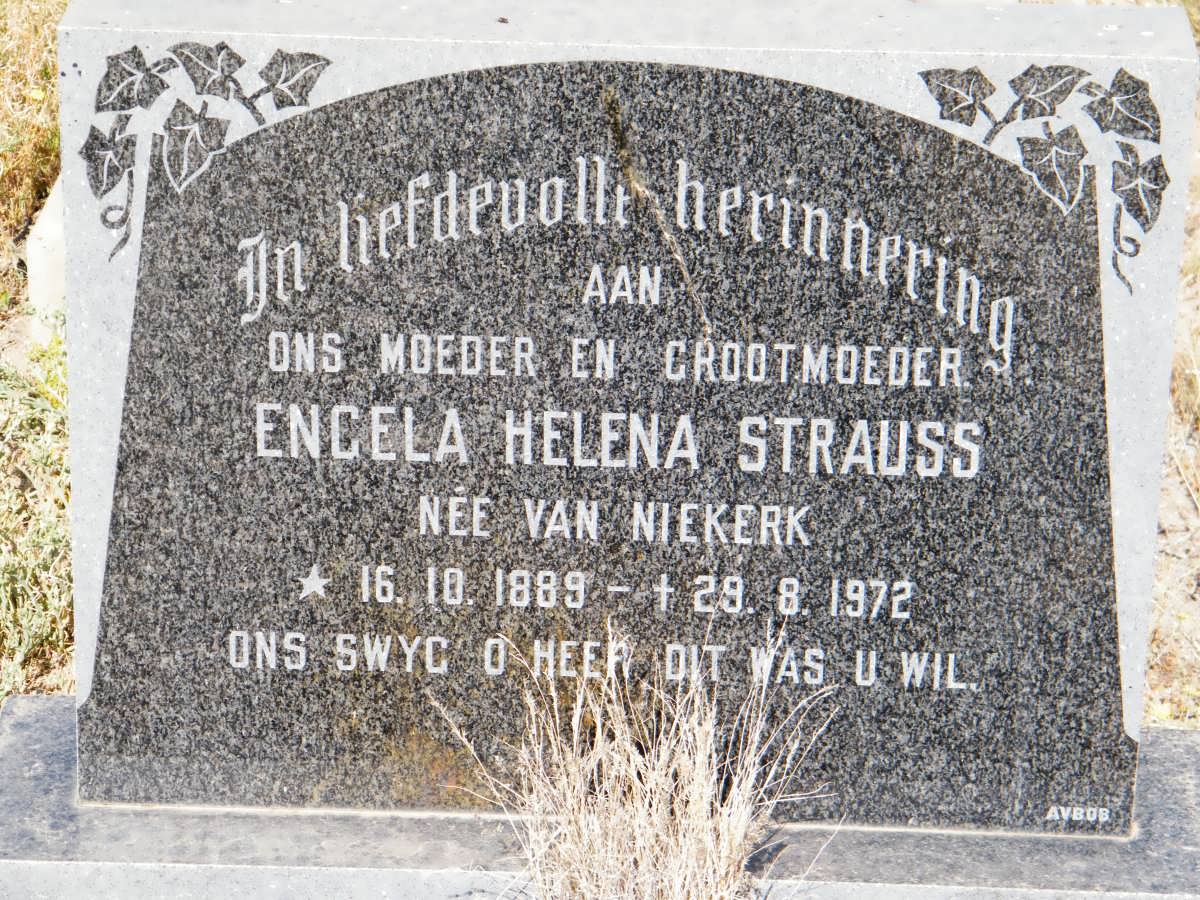 In liefdevolle herinnering
AAN
ONS MOEDER EN GROOTMOEDER.
ENGELA HELENA STRAUSS
NÉE VAN NIEKERK
★ 16. 10. 1889 – ✝ 29. 8. 1972
ONS SWYG O HEER DIT WAS U WIL.
AVBOB